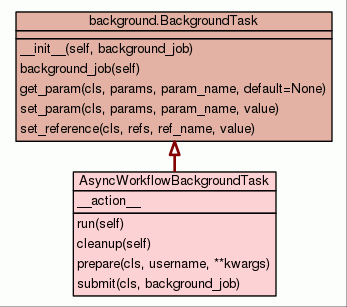 background.BackgroundTask
__init__(self, background_job)
background_job(self)
get_param(cls, params, param_name, default=None)
set_param(cls, params, param_name, value)
set_reference(cls, refs, ref_name, value)
AsyncWorkflowBackgroundTask
__action__
run(self)
cleanup(self)
prepare(cls, username, **kwargs)
submit(cls, background_job)